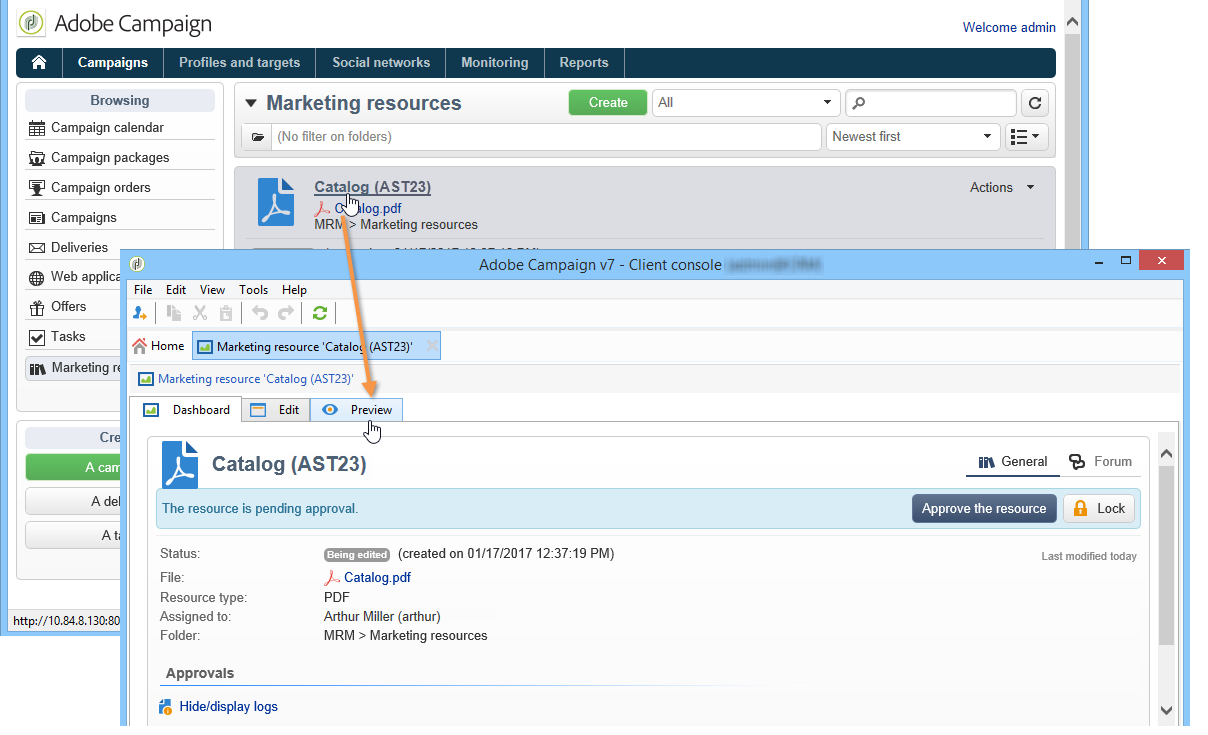 Adobe Campaign
Welcome admin
Campaigns Profiles and targets Social networks Monitoring Reports
Browsing
Campaign calendar
Campaign packages
Campaign orders
Campaigns
Deliveries
Web applica
Offers
Tasks
Marketing re
Marketing resources
Create All
(No filter on folders) Newest first
Catalog (AST23) Actions
Catalog.pdf
MRM > Marketing resources
Cre
A cam
A del
A ta
http://10.84.8.130:80
Adobe Campaign v7 - Client console
File Edit View Tools Help
Home Marketing resource 'Catalog (AST23)'
Marketing resource 'Catalog (AST23)'
Dashboard Edit Preview
Catalog (AST23) General Forum
The resource is pending approval. Approve the resource Lock
Status: Being edited (created on 01/17/2017 12:37:19 PM) Last modified today
File: Catalog.pdf
Resource type: PDF
Assigned to: Arthur Miller (arthur)
Folder: MRM > Marketing resources
Approvals
Hide/display logs